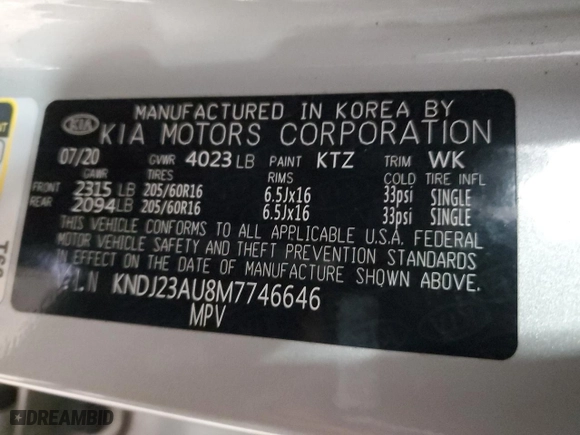 MANUFACTURED IN KOREA BY
KIA KIA MOTORS CORPORATION
07/20 GVWR 4023 LB PAINT KTZ TRIM WK
GAWR TIRES RIMS COLD TIRE INFL
FRONT 2315 LB 205/60R16 6.5Jx16 33psi SINGLE
REAR 2094 LB 205/60R16 6.5Jx16 33psi SINGLE
THIS VEHICLE CONFORMS TO ALL APPLICABLE U.S.A. FEDERAL
MOTOR VEHICLE SAFETY AND THEFT PREVENTION STANDARDS
IN EFFECT ON THE DATE OF MANUFACTURE SHOWN ABOVE.
V.I.N KNDJ23AU8M7746646
MPV
DREAMBID